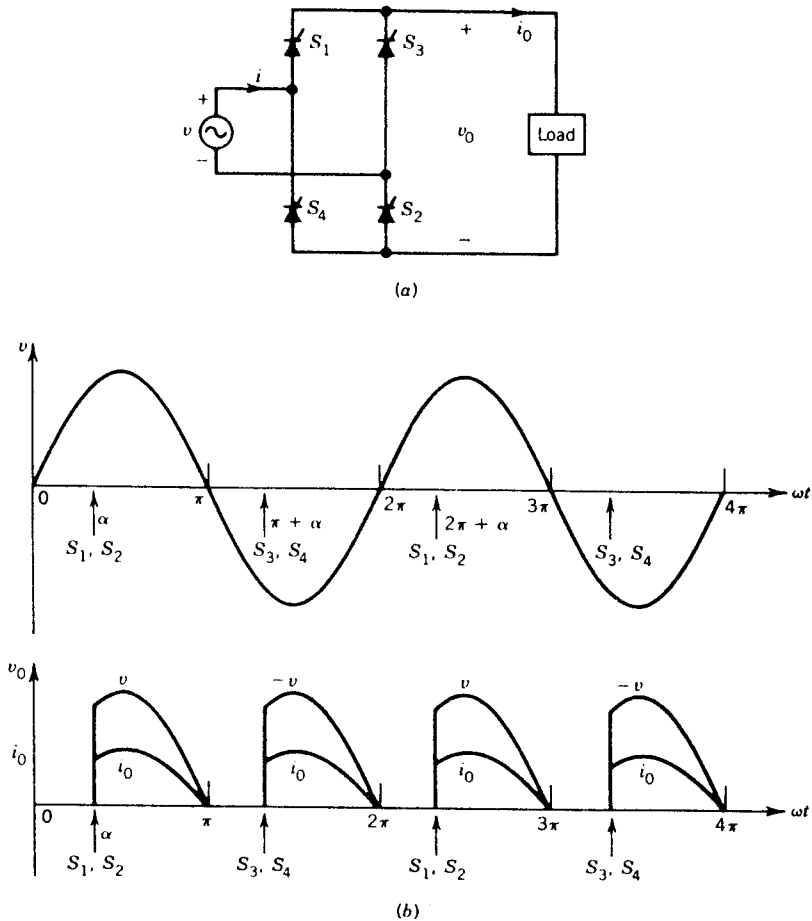 S1 S3 + i0
i
+
v v0 Load
−
S4 S2
−
(a)
v
0 π 2π 3π 4π ωt
α π + α 2π + α
S1, S2 S3, S4 S1, S2 S3, S4
v0
v −v v −v
i0
i0 i0 i0 i0
0 π 2π 3π 4π ωt
α
S1, S2 S3, S4 S1, S2 S3, S4
(b)